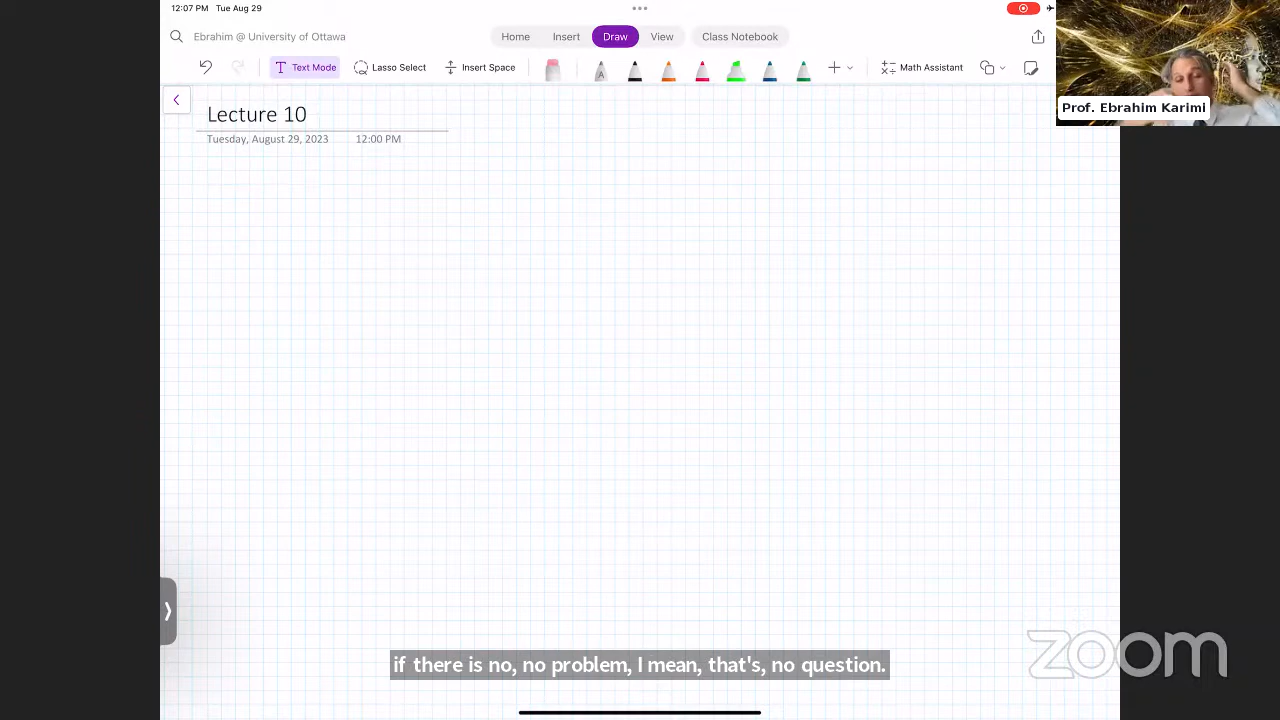 12:07 PM Tue Aug 29
Ebrahim @ University of Ottawa
Home Insert Draw View Class Notebook
Text Mode Lasso Select Insert Space A Math Assistant
Prof. Ebrahim Karimi
Lecture 10
Tuesday, August 29, 2023 12:00 PM
if there is no, no problem, I mean, that's, no question.
zoom